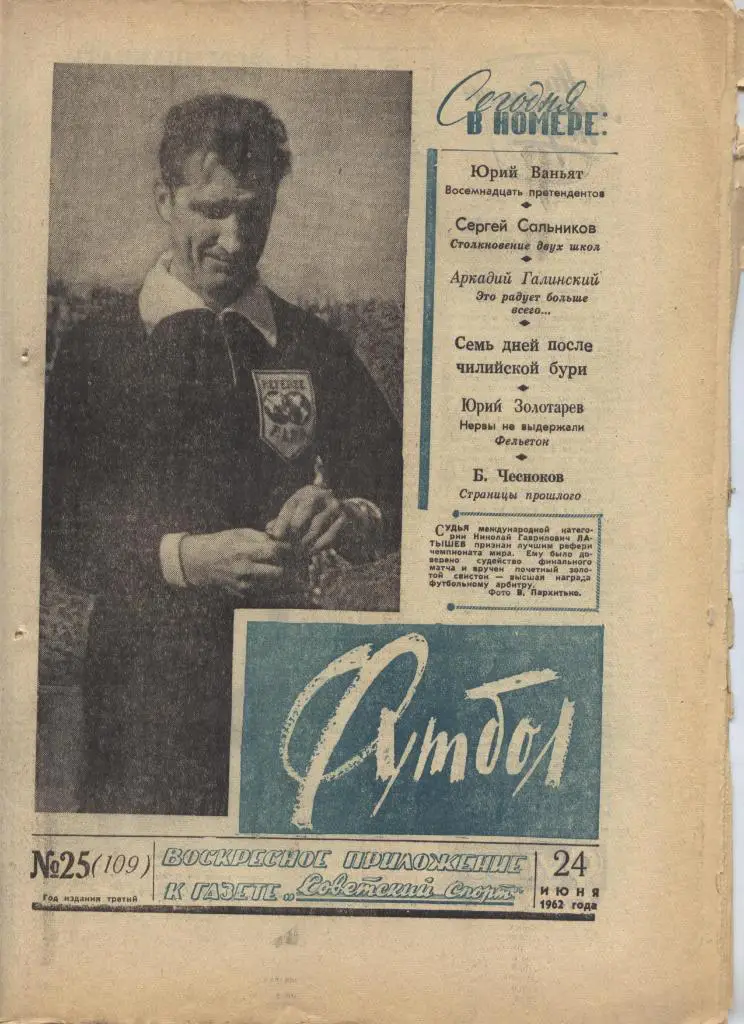 Сегодня
В НОМЕРЕ:
Юрий Ваньят
Восемнадцать претендентов
Сергей Сальников
Столкновение двух школ
Аркадий Галинский
Это радует больше
всего...
Семь дней после
чилийской бури
Юрий Золотарев
Нервы не выдержали
Фельетон
Б. Чесноков
Страницы прошлого
СУДЬЯ международной катего-
рии Николай Гаврилович ЛА-
ТЫШЕВ признан лучшим рефери
чемпионата мира. Ему было до-
верено судейство финального
матча и вручен почетный золо-
той свисток — высшая награда
футбольному арбитру.
Фото В. Пархитько.
REFEREE
Футбол
№25 (109)
Год издания третий
ВОСКРЕСНОЕ ПРИЛОЖЕНИЕ
К ГАЗЕТЕ „Советский Спорт"
24
ИЮНЯ
1962 года